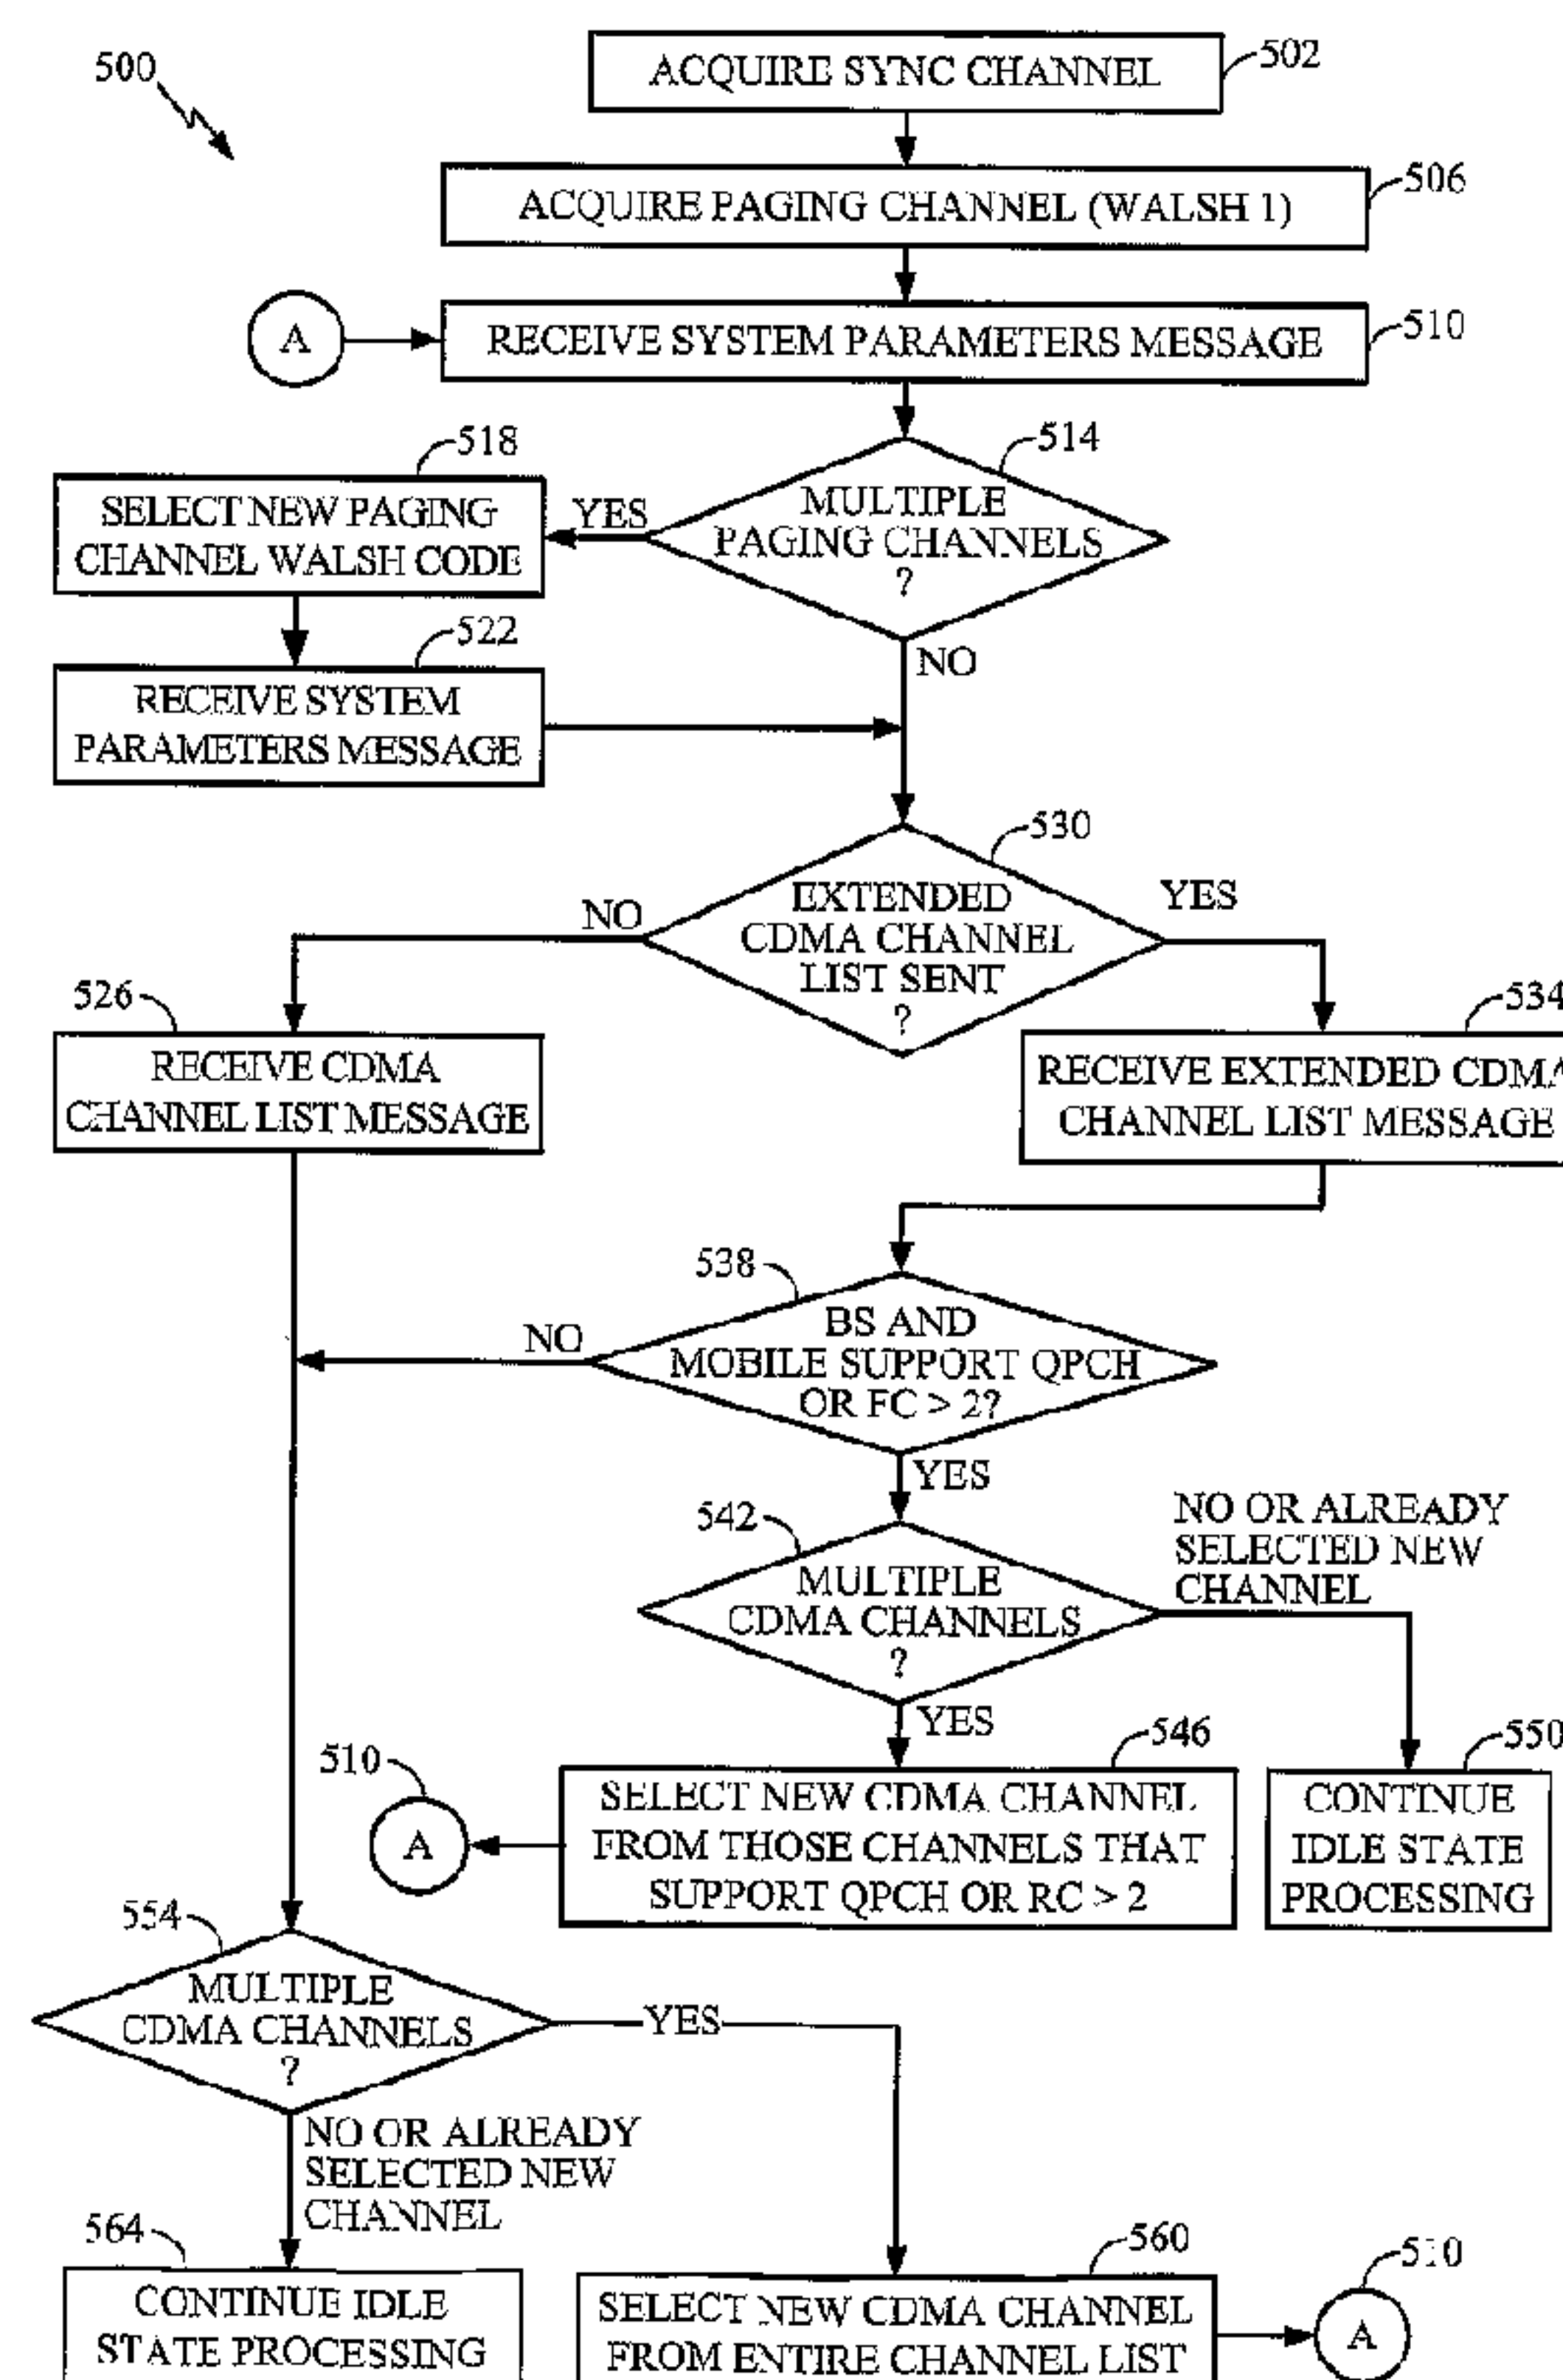 500
ACQUIRE SYNC CHANNEL
502
ACQUIRE PAGING CHANNEL (WALSH 1)
506
A
RECEIVE SYSTEM PARAMETERS MESSAGE
510
518
514
SELECT NEW PAGING
CHANNEL WALSH CODE
YES
MULTIPLE
PAGING CHANNELS
?
522
NO
RECEIVE SYSTEM
PARAMETERS MESSAGE
530
NO
EXTENDED
CDMA CHANNEL
LIST SENT
?
YES
526
534
RECEIVE CDMA
CHANNEL LIST MESSAGE
RECEIVE EXTENDED CDMA
CHANNEL LIST MESSAGE
538
NO
BS AND
MOBILE SUPPORT QPCH
OR FC > 2?
YES
542
NO OR ALREADY
SELECTED NEW
CHANNEL
MULTIPLE
CDMA CHANNELS
?
YES
510
546
550
A
SELECT NEW CDMA CHANNEL
FROM THOSE CHANNELS THAT
SUPPORT QPCH OR RC > 2
CONTINUE
IDLE STATE
PROCESSING
554
MULTIPLE
CDMA CHANNELS
?
YES
NO OR ALREADY
SELECTED NEW
CHANNEL
564
560
510
CONTINUE IDLE
STATE PROCESSING
SELECT NEW CDMA CHANNEL
FROM ENTIRE CHANNEL LIST
A